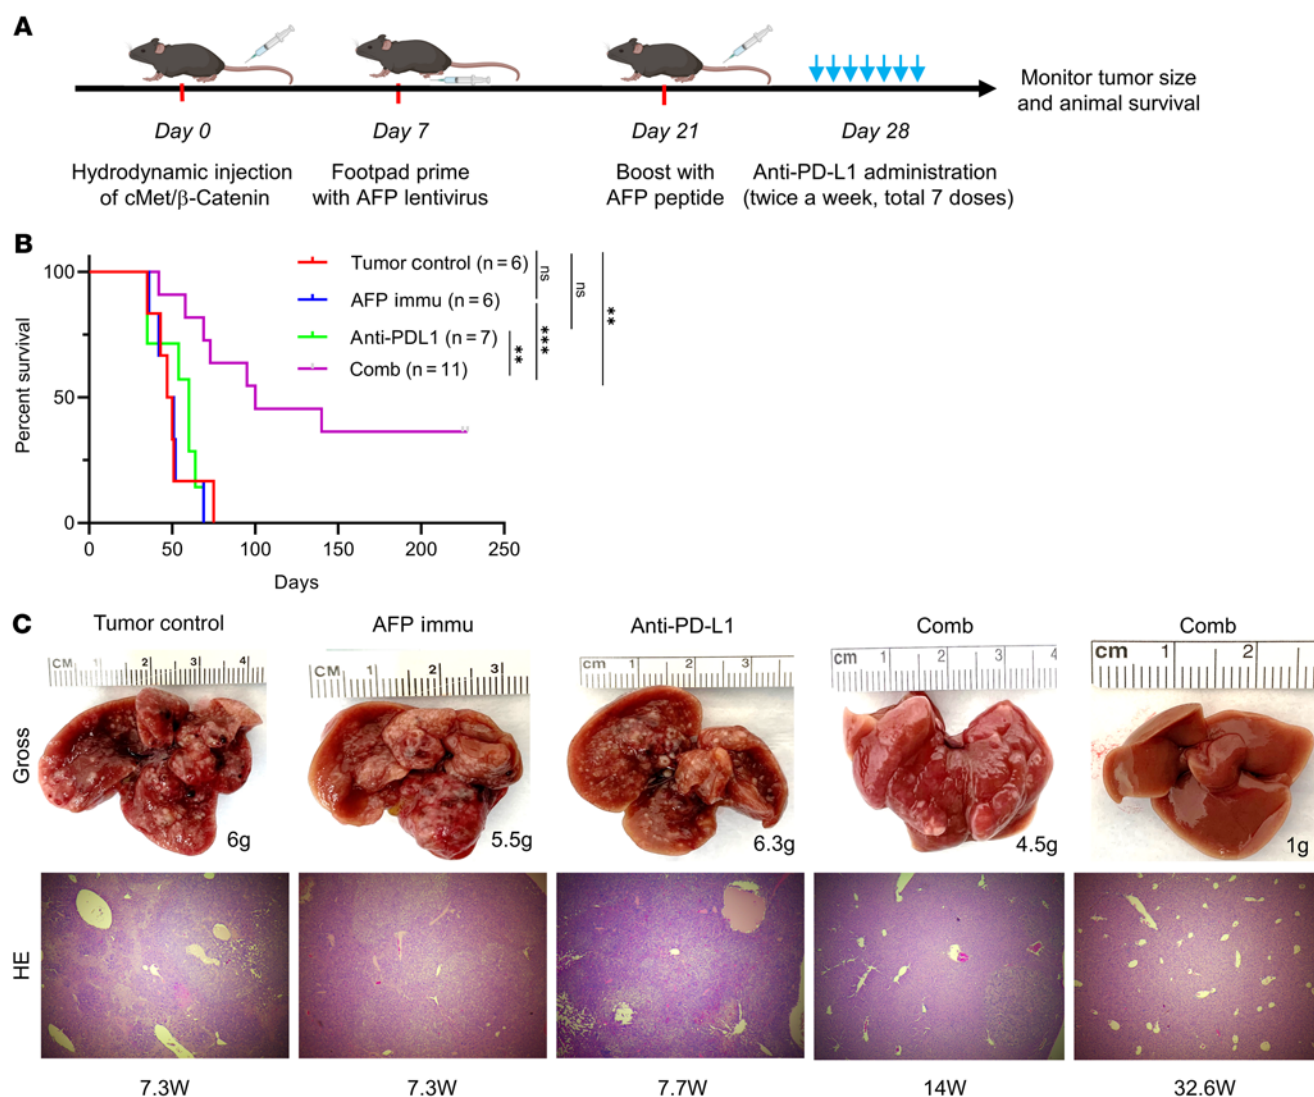 A
Day 0
Day 7
Day 21
Day 28
Monitor tumor size
and animal survival
Hydrodynamic injection
of cMet/β-Catenin
Footpad prime
with AFP lentivirus
Boost with
AFP peptide
Anti-PD-L1 administration
(twice a week, total 7 doses)
B
Percent survival
100
50
0
0 50 100 150 200 250
Days
Tumor control (n = 6)
AFP immu (n = 6)
Anti-PDL1 (n = 7)
Comb (n = 11)
ns
ns
**
***
**
C
Tumor control AFP immu Anti-PD-L1 Comb Comb
Gross
CM 1 2 3 4
1 2 3
cm 1 2 3
cm 1 2 3 4
cm 1 2
6g 5.5g 6.3g 4.5g 1g
HE
7.3W 7.3W 7.7W 14W 32.6W